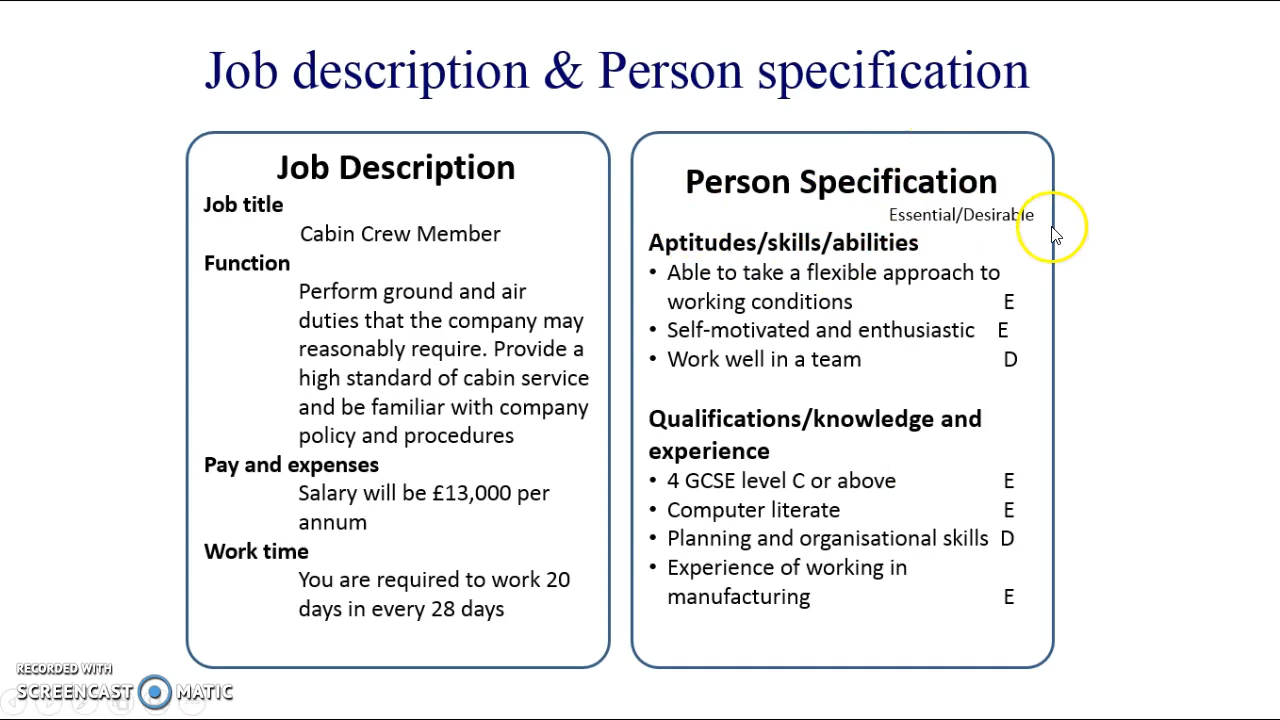 Job description & Person specification
Job Description
Job title
Cabin Crew Member
Function
Perform ground and air
duties that the company may
reasonably require. Provide a
high standard of cabin service
and be familiar with company
policy and procedures
Pay and expenses
Salary will be £13,000 per
annum
Work time
You are required to work 20
days in every 28 days
Person Specification
Essential/Desirable
Aptitudes/skills/abilities
• Able to take a flexible approach to
working conditions E
• Self-motivated and enthusiastic E
• Work well in a team D
Qualifications/knowledge and
experience
• 4 GCSE level C or above E
• Computer literate E
• Planning and organisational skills D
• Experience of working in
manufacturing E
RECORDED WITH
SCREENCAST MATIC